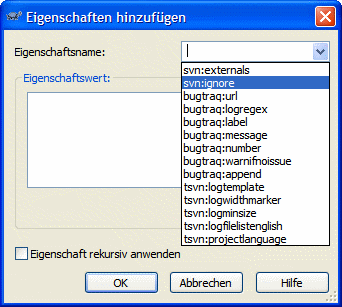 Eigenschaften hinzufügen
Eigenschaftsname:
svn:externals
svn:ignore
bugtraq:url
bugtraq:logregex
bugtraq:label
bugtraq:message
bugtraq:number
bugtraq:warnifnoissue
bugtraq:append
tsvn:logtemplate
tsvn:logwidthmarker
tsvn:logminsize
tsvn:logfilelistenglish
tsvn:projectlanguage
Eigenschaftswert:
Eigenschaft rekursiv anwenden
OK Abbrechen Hilfe